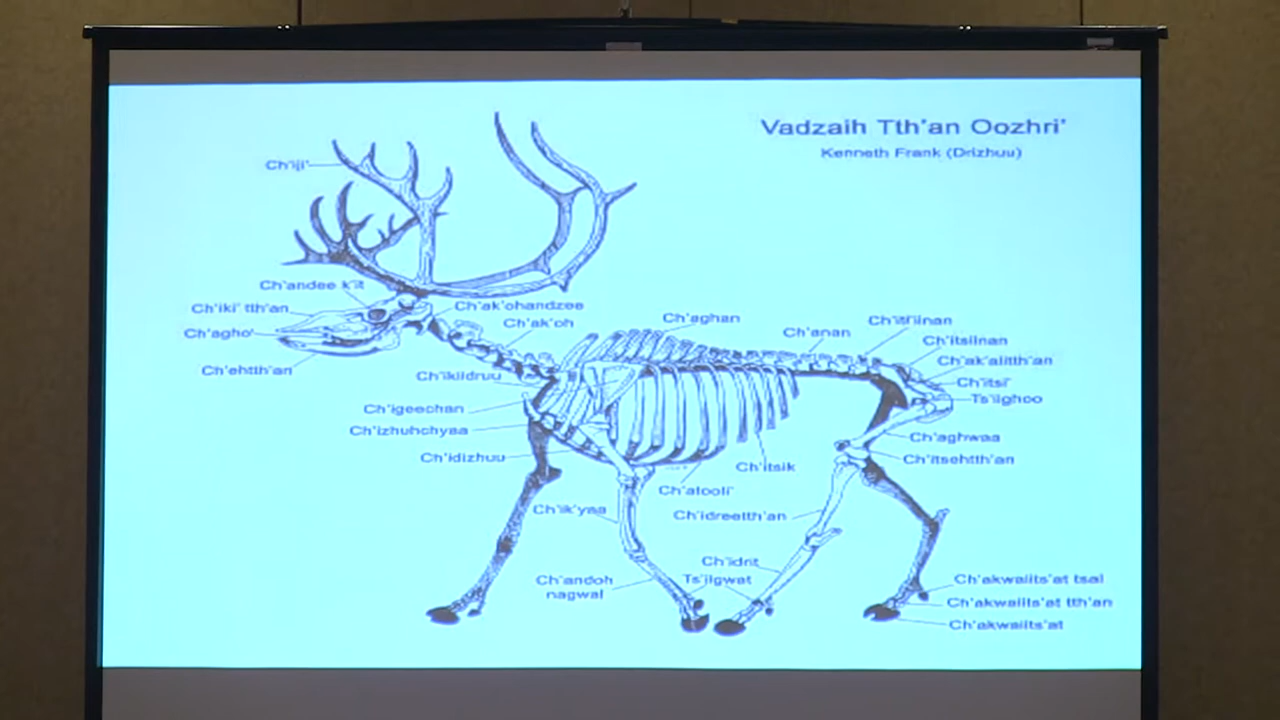 Vadzaih Tth'an Oozhri'
Kenneth Frank (Drizhuu)
Ch'iji'
Ch'andee k'it
Ch'iki' tth'an
Ch'agho'
Ch'ehtth'an
Ch'ak'ohandzee
Ch'ak'oh
Ch'ikiidruu
Ch'igeechan
Ch'izhuhchyaa
Ch'idizhuu
Ch'aghan
Ch'anan
Ch'itl'iinan
Ch'itsiinan
Ch'ak'alitth'an
Ch'itsi'
Ts'iighoo
Ch'aghwaa
Ch'itsehtth'an
Ch'itsik
Ch'atooli'
Ch'ik'yaa
Ch'idreetth'an
Ch'andoh
nagwal
Ch'idrit
Ts'ilgwat
Ch'akwaiits'at tsal
Ch'akwaiits'at tth'an
Ch'akwaiits'at